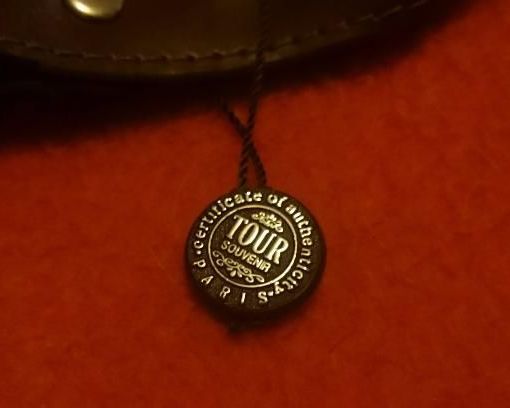 certificate of authenticity
TOUR
SOUVENIR
PARIS